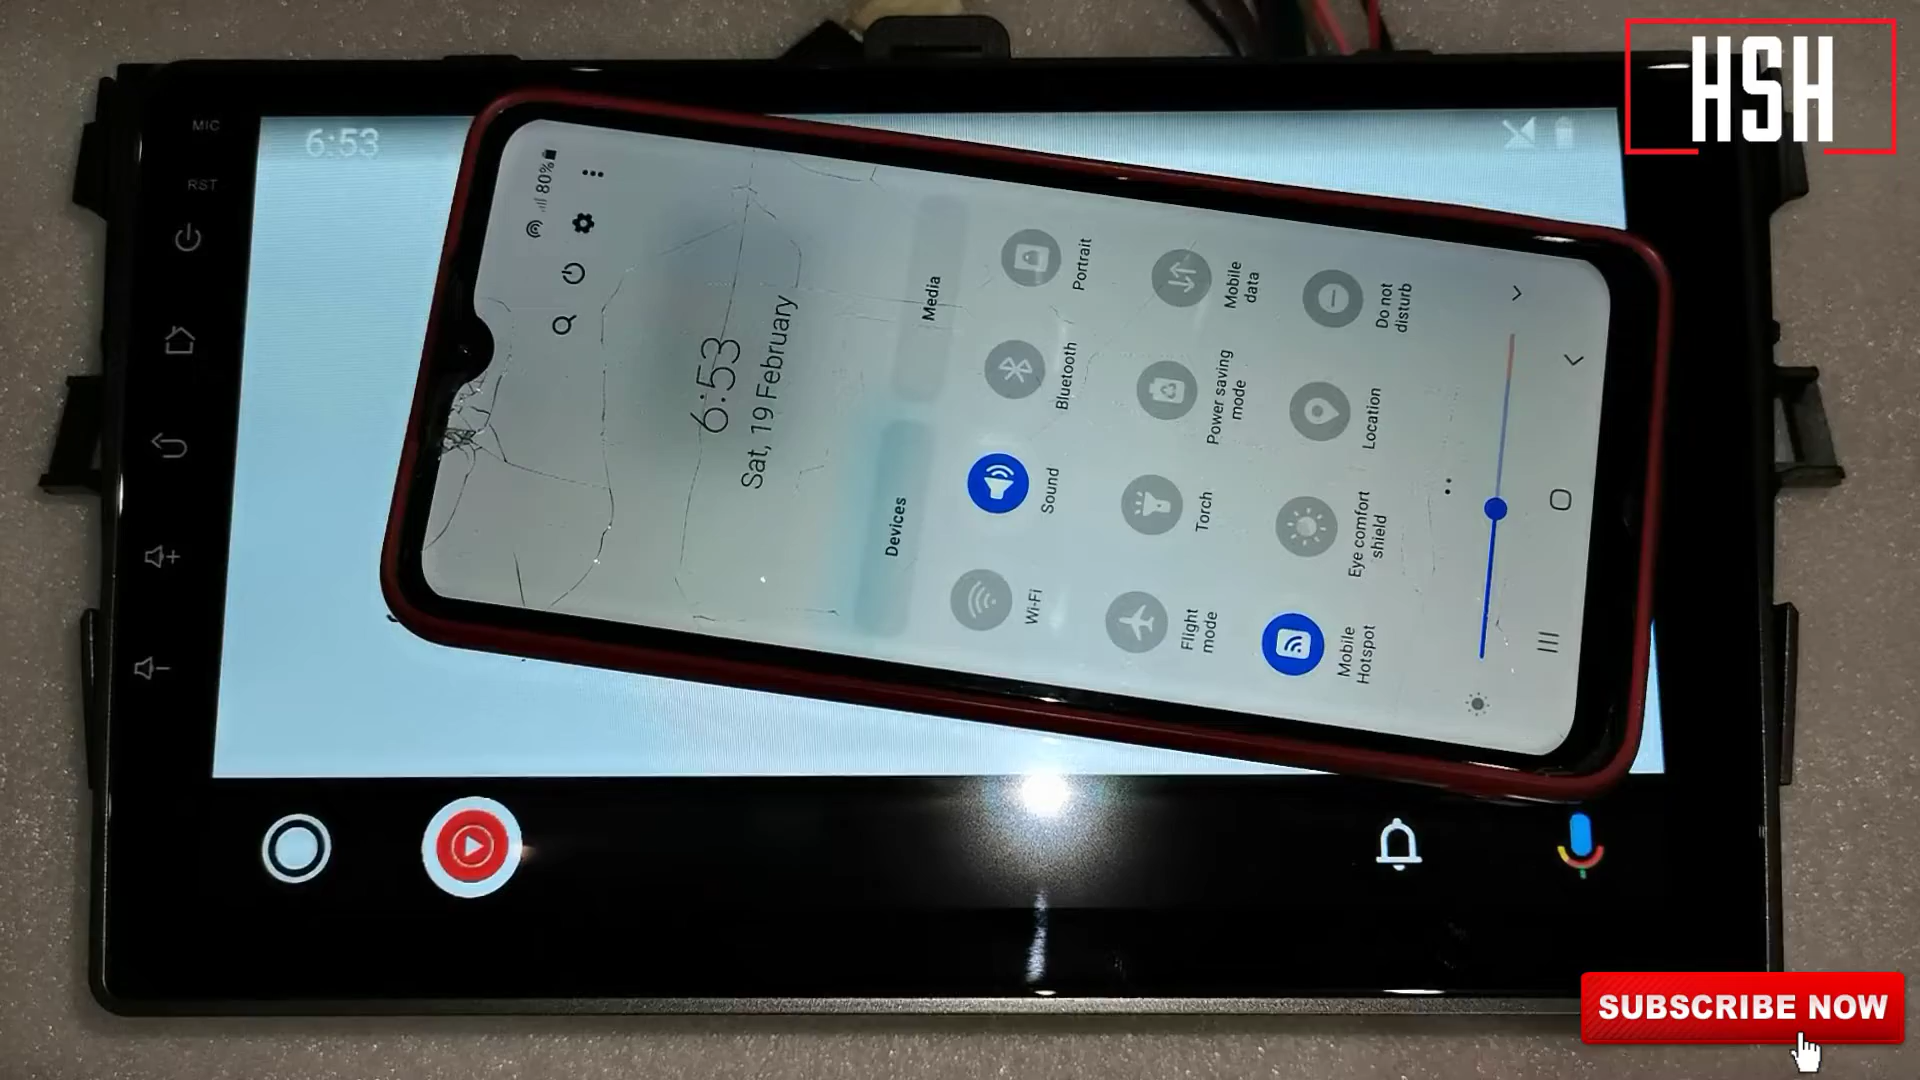 HSH
MIC
6:53
RST
80%
6:53
Sat, 19 February
Devices
Media
Wi-Fi
Sound
Bluetooth
Portrait
Flight
mode
Torch
Power saving
mode
Mobile
data
Mobile
Hotspot
Eye comfort
shield
Location
Do not
disturb
SUBSCRIBE NOW